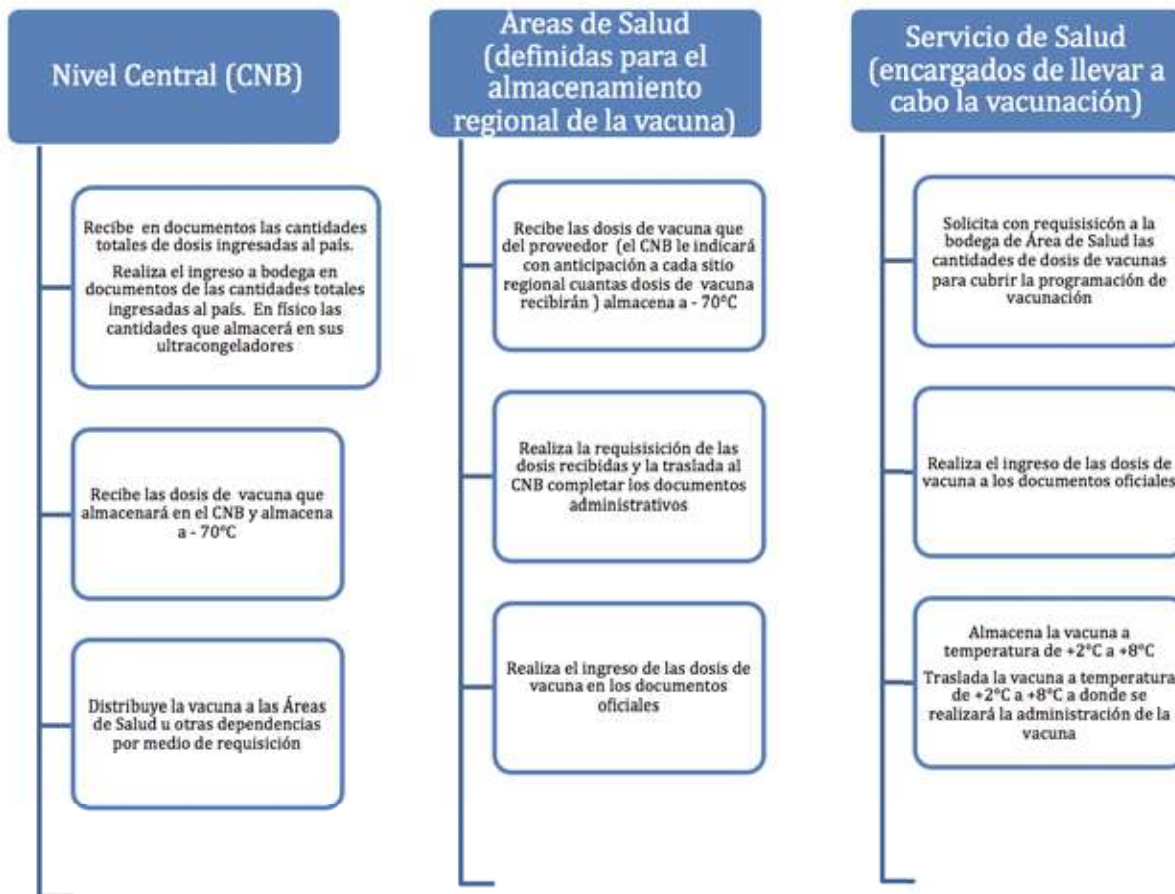 Nivel Central (CNB)
Recibe en documentos las cantidades
totales de dosis ingresadas al país.
Realiza el ingreso a bodega en
documentos de las cantidades totales
ingresadas al país. En físico las
cantidades que almacerá en sus
ultracongeladores
Recibe las dosis de vacuna que
almacenará en el CNB y almacena
a - 70°C
Distribuye la vacuna a las Áreas
de Salud u otras dependencias
por medio de requisición
Áreas de Salud
(definidas para el
almacenamiento
regional de la vacuna)
Recibe las dosis de vacuna que
del proveedor (el CNB le indicará
con anticipación a cada sitio
regional cuantas dosis de vacuna
recibirán ) almacena a - 70°C
Realiza la requisisición de las
dosis recibidas y la traslada al
CNB completar los documentos
administrativos
Realiza el ingreso de las dosis de
vacuna en los documentos
oficiales
Servicio de Salud
(encargados de llevar a
cabo la vacunación)
Solicita con requisisicón a la
bodega de Área de Salud las
cantidades de dosis de vacunas
para cubrir la programación de
vacunación
Realiza el ingreso de las dosis de
vacuna a los documentos oficiales
Almacena la vacuna a
temperatura de +2°C a +8°C
Traslada la vacuna a temperatura
de +2°C a +8°C a donde se
realizará la administración de la
vacuna